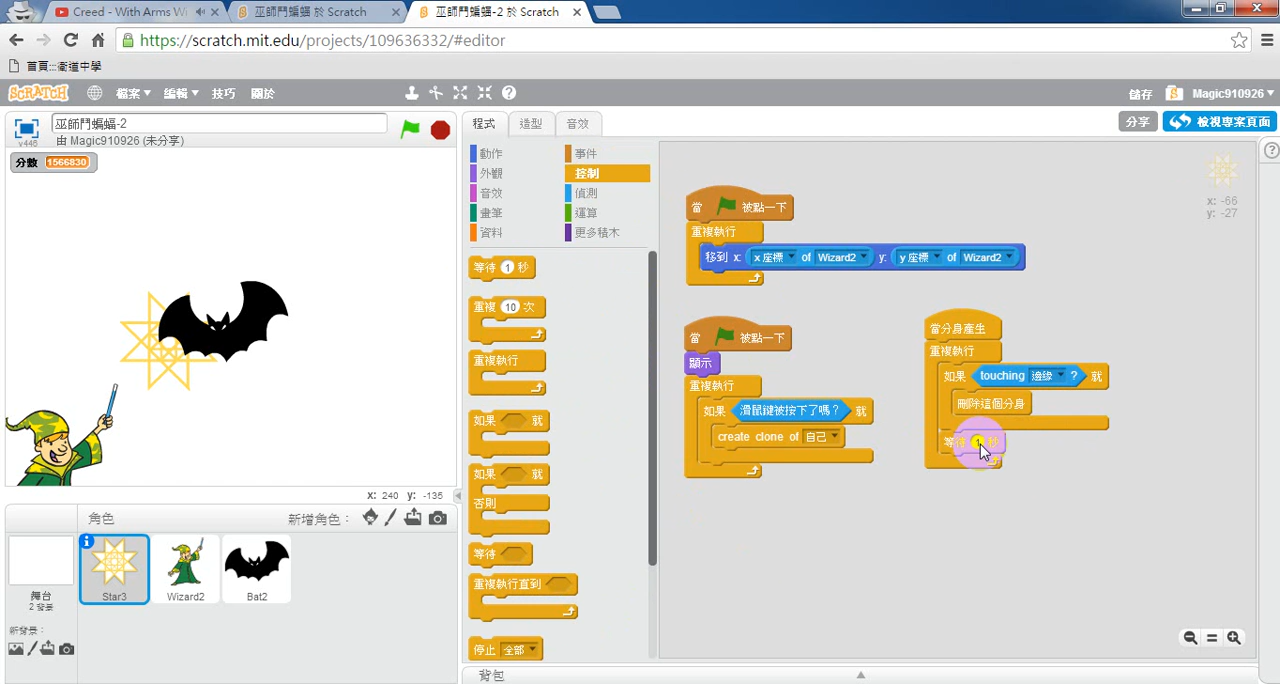 Creed - With Arms Wi
巫師鬥蝙蝠 於 Scratch
巫師鬥蝙蝠-2 於 Scratch
https://scratch.mit.edu/projects/109636332/#editor
首頁:::衛道中學
SCRATCH
檔案
編輯
技巧
關於
儲存
Magic910926
v446
巫師鬥蝙蝠-2
由 Magic910926 (未分享)
程式
造型
音效
分享
檢視專案頁面
分數 1566830
動作
事件
外觀
控制
音效
偵測
畫筆
運算
資料
更多積木
x: -66
y: -27
等待 1 秒
重複 10 次
重複執行
如果 就
如果 就
否則
等待
重複執行直到
停止 全部
當 被點一下
重複執行
移到 x: x 座標 of Wizard2 y: y 座標 of Wizard2
當 被點一下
顯示
重複執行
如果 滑鼠鍵被按下了嗎? 就
create clone of 自己
當分身產生
重複執行
如果 touching 邊緣 ? 就
刪除這個分身
等待 1 秒
x: 240 y: -135
角色
新增角色:
舞台
2 背景
新背景:
Star3
Wizard2
Bat2
背包